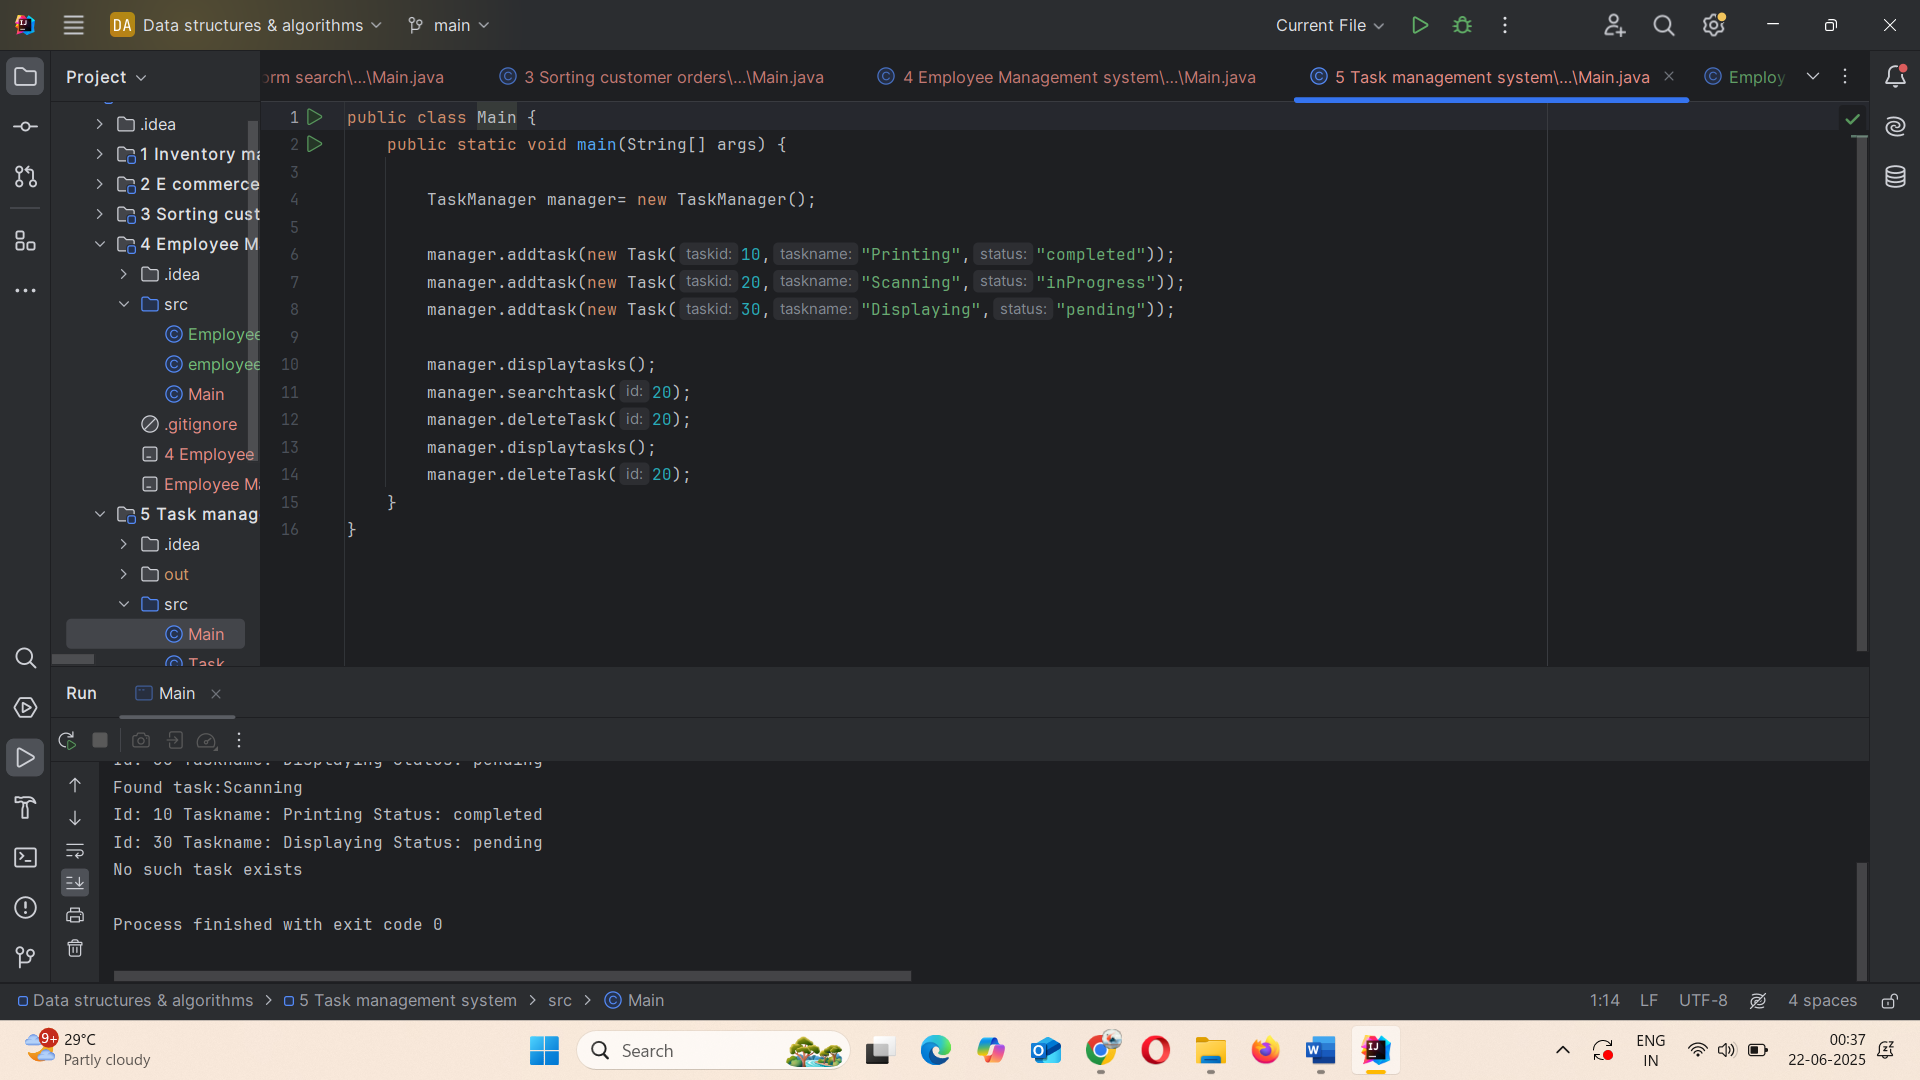 DA Data structures & algorithms main Current File
Project
orm search\...\Main.java 3 Sorting customer orders\...\Main.java 4 Employee Management system\...\Main.java 5 Task management system\...\Main.java Employ
.idea
1 Inventory ma
2 E commerce
3 Sorting cust
4 Employee M
.idea
src
Employee
employee
Main
.gitignore
4 Employee
Employee Ma
5 Task manag
.idea
out
src
Main
Task
1 public class Main {
2 public static void main(String[] args) {
3
4 TaskManager manager= new TaskManager();
5
6 manager.addtask(new Task( taskid: 10, taskname: "Printing", status: "completed"));
7 manager.addtask(new Task( taskid: 20, taskname: "Scanning", status: "inProgress"));
8 manager.addtask(new Task( taskid: 30, taskname: "Displaying", status: "pending"));
9
10 manager.displaytasks();
11 manager.searchtask( id: 20);
12 manager.deleteTask( id: 20);
13 manager.displaytasks();
14 manager.deleteTask( id: 20);
15 }
16 }
Run Main
Id: 30 Taskname: Displaying Status: pending
Found task:Scanning
Id: 10 Taskname: Printing Status: completed
Id: 30 Taskname: Displaying Status: pending
No such task exists
Process finished with exit code 0
Data structures & algorithms > 5 Task management system > src > Main 1:14 LF UTF-8 4 spaces
9+ 29°C
Partly cloudy
Search
ENG
IN
00:37
22-06-2025